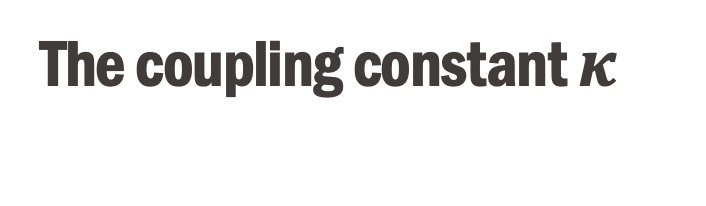 The coupling constant κ